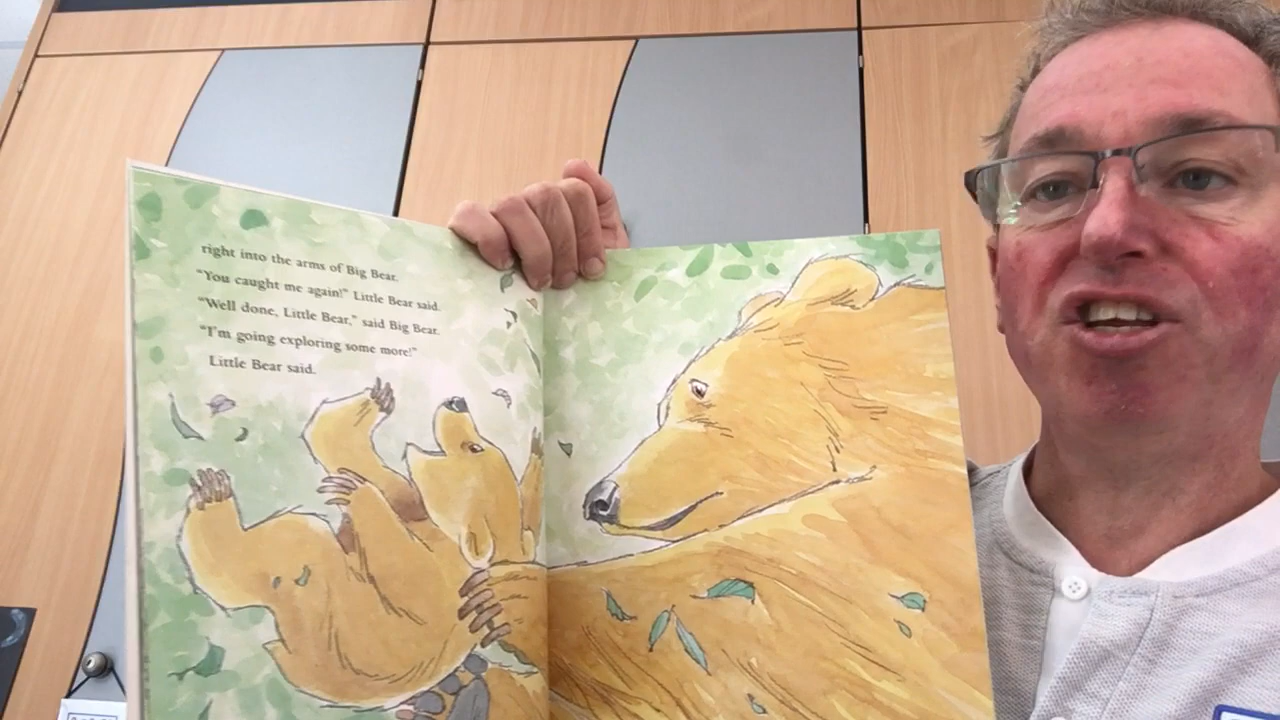 right into the arms of Big Bear.
"You caught me again!" Little Bear said.
"Well done, Little Bear," said Big Bear.
"I'm going exploring some more!"
Little Bear said.